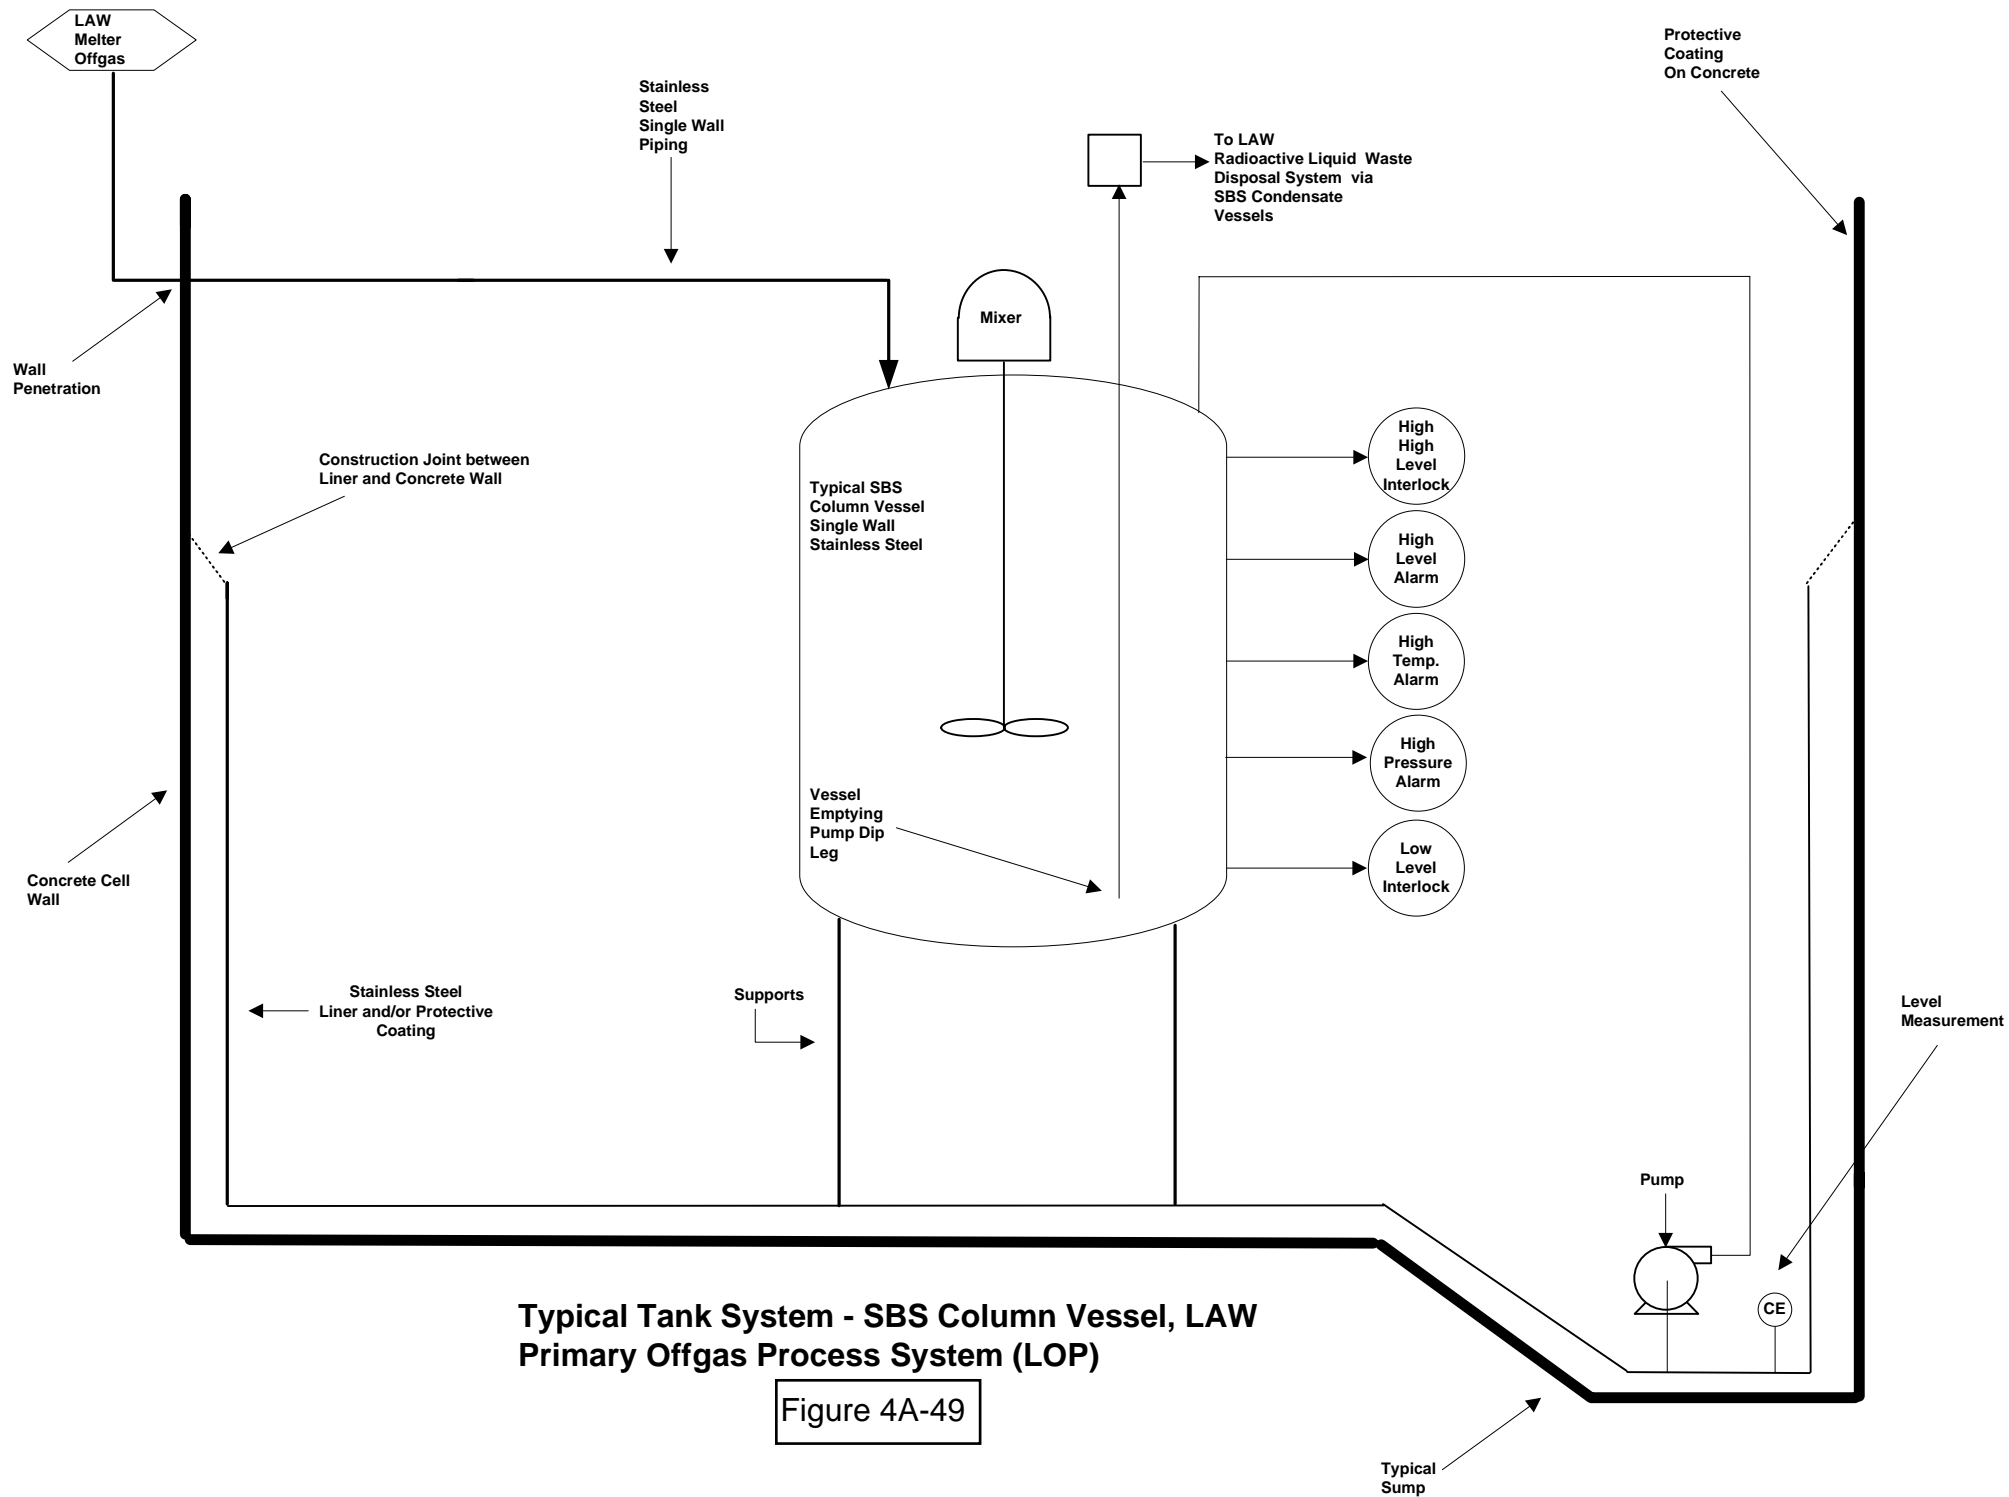 LAW
Melter
Offgas
Stainless
Steel
Single Wall
Piping
To LAW
Radioactive Liquid Waste
Disposal System via
SBS Condensate
Vessels
Protective
Coating
On Concrete
Mixer
Wall
Penetration
Construction Joint between
Liner and Concrete Wall
Typical SBS
Column Vessel
Single Wall
Stainless Steel
High
High
Level
Interlock
High
Level
Alarm
High
Temp.
Alarm
High
Pressure
Alarm
Low
Level
Interlock
Vessel
Emptying
Pump Dip
Leg
Concrete Cell
Wall
Stainless Steel
Liner and/or Protective
Coating
Supports
Level
Measurement
Pump
CE
Typical Tank System - SBS Column Vessel, LAW
Primary Offgas Process System (LOP)
Figure 4A-49
Typical
Sump